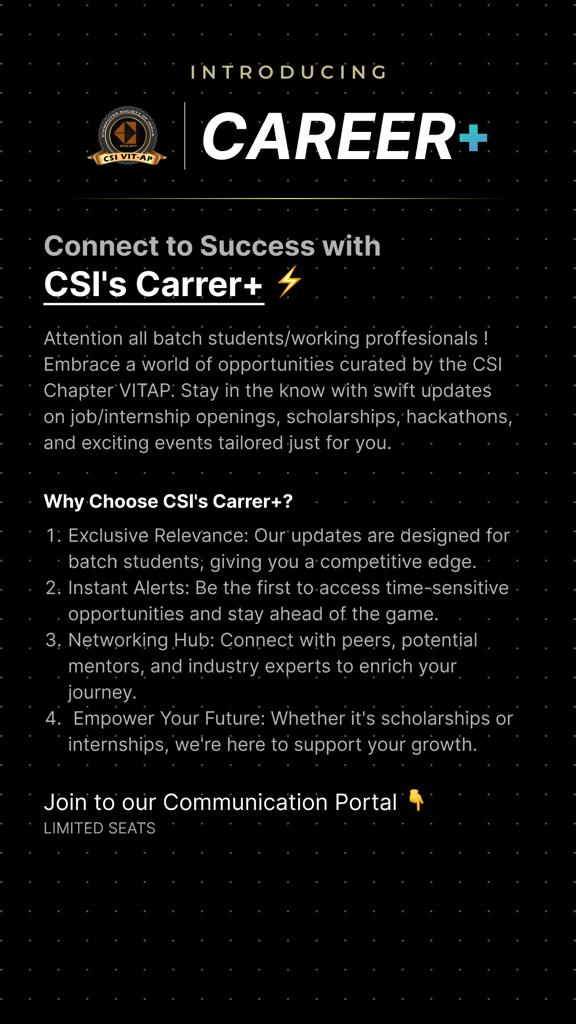 INTRODUCING
CSI VIT-AP
CAREER+
Connect to Success with
CSI's Carrer+ ⚡
Attention all batch students/working proffesionals !
Embrace a world of opportunities curated by the CSI
Chapter VITAP. Stay in the know with swift updates
on job/internship openings, scholarships, hackathons,
and exciting events tailored just for you.
Why Choose CSI's Carrer+?
1. Exclusive Relevance: Our updates are designed for
batch students, giving you a competitive edge.
2. Instant Alerts: Be the first to access time-sensitive
opportunities and stay ahead of the game.
3. Networking Hub: Connect with peers, potential
mentors, and industry experts to enrich your
journey.
4. Empower Your Future: Whether it's scholarships or
internships, we're here to support your growth.
Join to our Communication Portal 👇
LIMITED SEATS